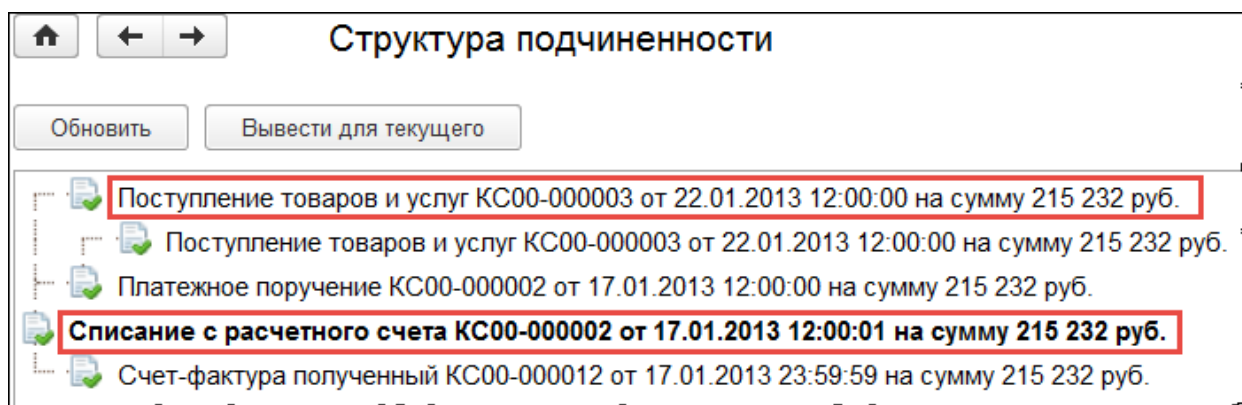 Структура подчиненности
Обновить Вывести для текущего
Поступление товаров и услуг КС00-000003 от 22.01.2013 12:00:00 на сумму 215 232 руб.
Поступление товаров и услуг КС00-000003 от 22.01.2013 12:00:00 на сумму 215 232 руб.
Платежное поручение КС00-000002 от 17.01.2013 12:00:00 на сумму 215 232 руб.
Списание с расчетного счета КС00-000002 от 17.01.2013 12:00:01 на сумму 215 232 руб.
Счет-фактура полученный КС00-000012 от 17.01.2013 23:59:59 на сумму 215 232 руб.